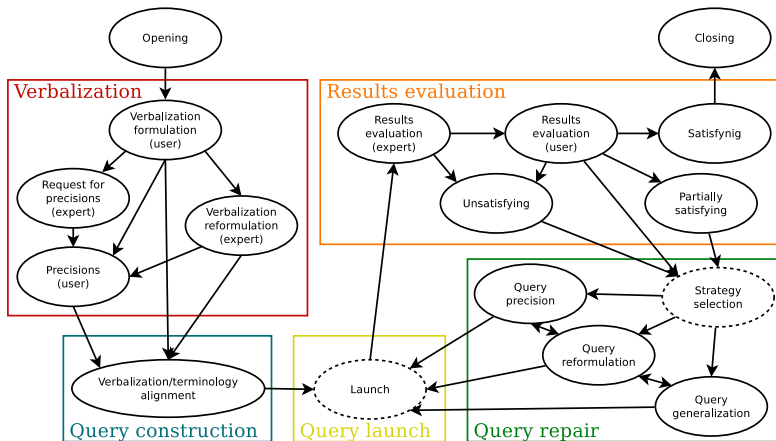 Opening
Closing
Verbalization
Results evaluation
Verbalization
formulation
(user)
Results
evaluation
(expert)
Results
evaluation
(user)
Satisfynig
Request for
precisions
(expert)
Verbalization
reformulation
(expert)
Unsatisfying
Partially
satisfying
Precisions
(user)
Query
precision
Strategy
selection
Query
reformulation
Verbalization/terminology
alignment
Launch
Query
generalization
Query construction
Query launch
Query repair